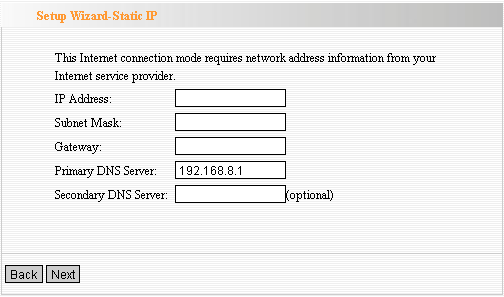 Setup Wizard-Static IP
This Internet connection mode requires network address information from your
Internet service provider.
IP Address:
Subnet Mask:
Gateway:
Primary DNS Server: 192.168.8.1
Secondary DNS Server: (optional)
Back Next